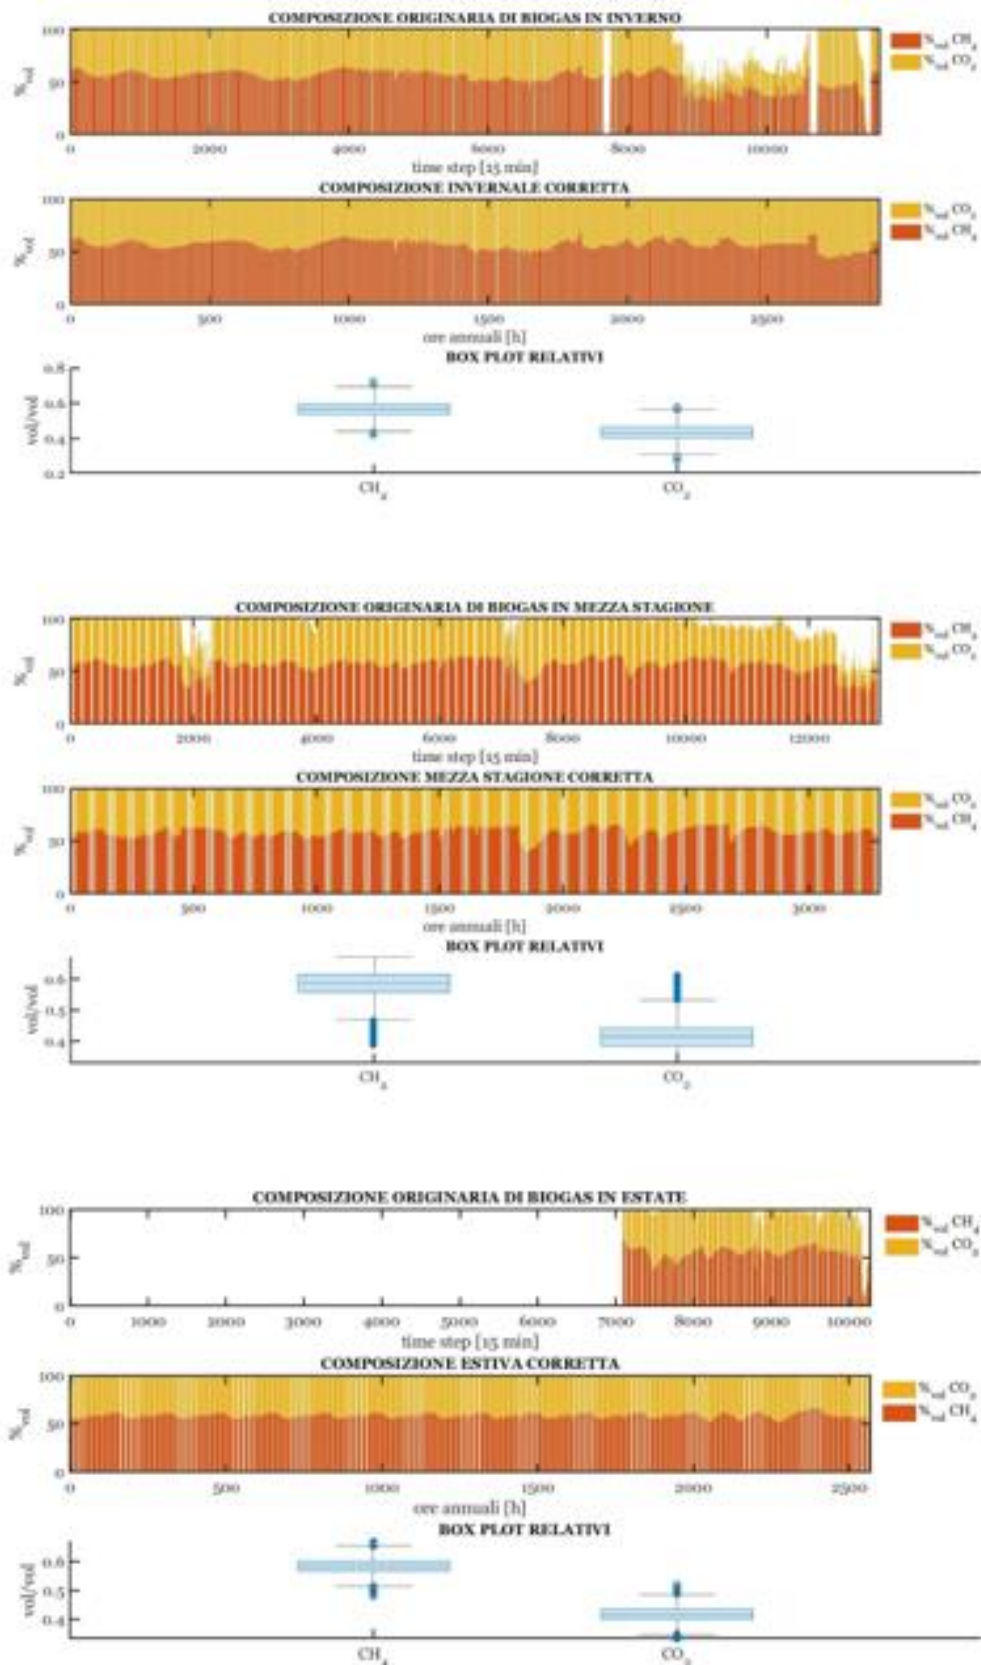 COMPOSIZIONE ORIGINARIA DI BIOGAS IN INVERNO
100
50
0
%vol
0 2000 4000 6000 8000 10000
time step [15 min]
%vol CH4
%vol CO2
COMPOSIZIONE INVERNALE CORRETTA
100
50
0
%vol
0 500 1000 1500 2000 2500
ore annuali [h]
%vol CO2
%vol CH4
BOX PLOT RELATIVI
0.8
0.6
0.4
0.2
vol/vol
CH4 CO2
COMPOSIZIONE ORIGINARIA DI BIOGAS IN MEZZA STAGIONE
100
50
0
%vol
0 2000 4000 6000 8000 10000 12000
time step [15 min]
%vol CH4
%vol CO2
COMPOSIZIONE MEZZA STAGIONE CORRETTA
100
50
0
%vol
0 500 1000 1500 2000 2500 3000
ore annuali [h]
%vol CO2
%vol CH4
BOX PLOT RELATIVI
0.6
0.5
0.4
vol/vol
CH4 CO2
COMPOSIZIONE ORIGINARIA DI BIOGAS IN ESTATE
100
50
0
%vol
0 1000 2000 3000 4000 5000 6000 7000 8000 9000 10000
time step [15 min]
%vol CH4
%vol CO2
COMPOSIZIONE ESTIVA CORRETTA
100
50
0
%vol
0 500 1000 1500 2000 2500
ore annuali [h]
%vol CO2
%vol CH4
BOX PLOT RELATIVI
0.6
0.5
0.4
vol/vol
CH4 CO2